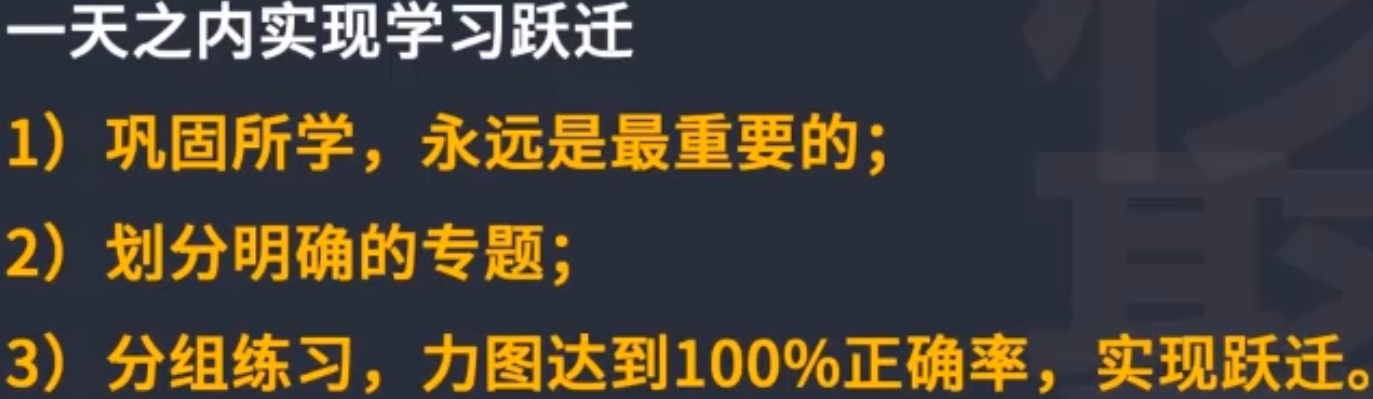 一天之内实现学习跃迁
1）巩固所学，永远是最重要的；
2）划分明确的专题；
3）分组练习，力图达到100%正确率，实现跃迁。